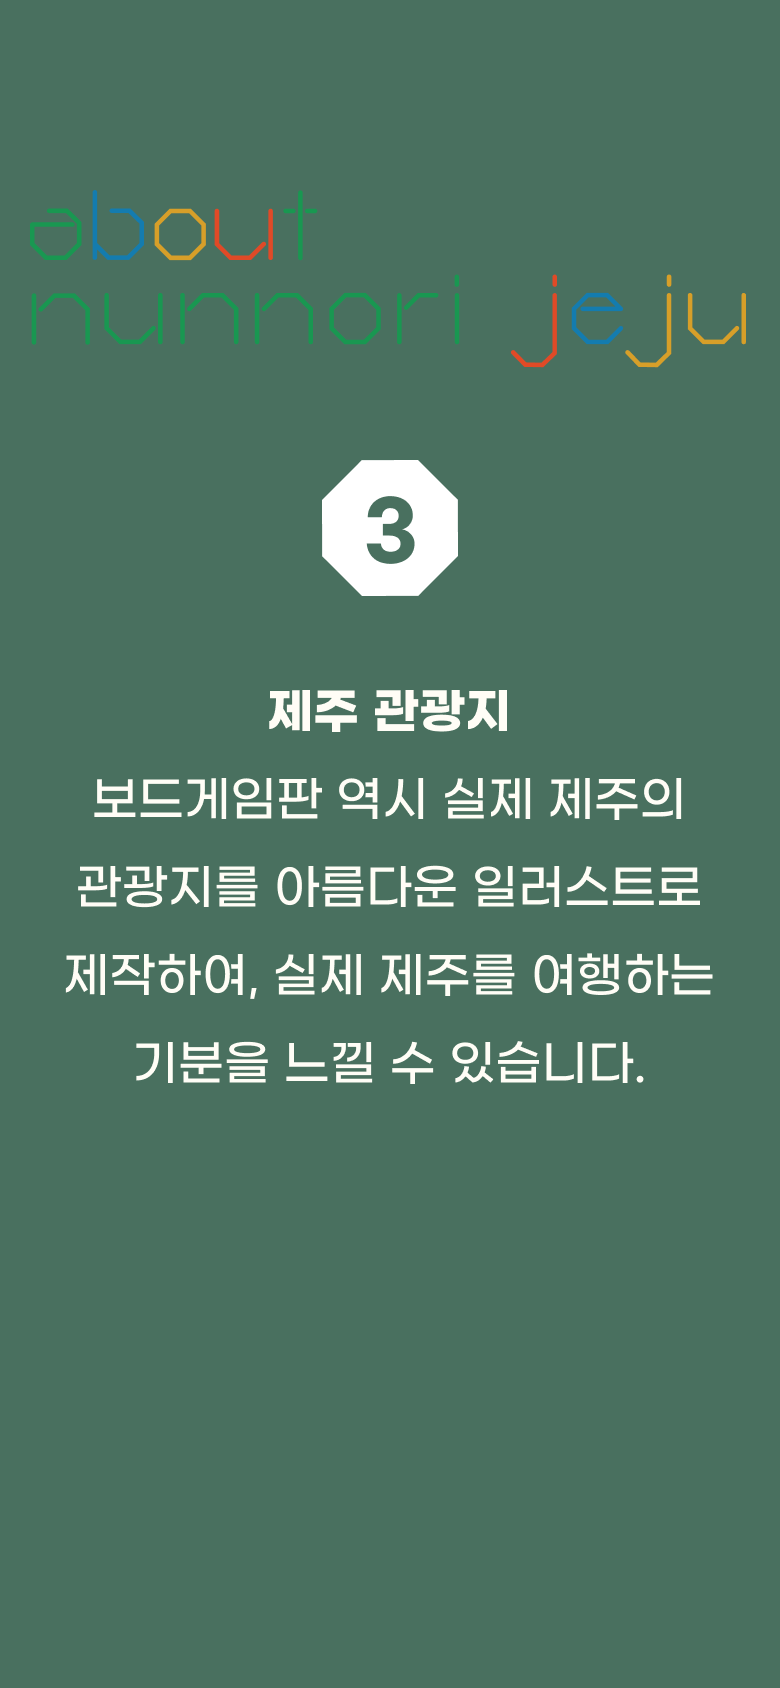 about
nunnori jeju
3
제주 관광지
보드게임판 역시 실제 제주의
관광지를 아름다운 일러스트로
제작하여, 실제 제주를 여행하는
기분을 느낄 수 있습니다.